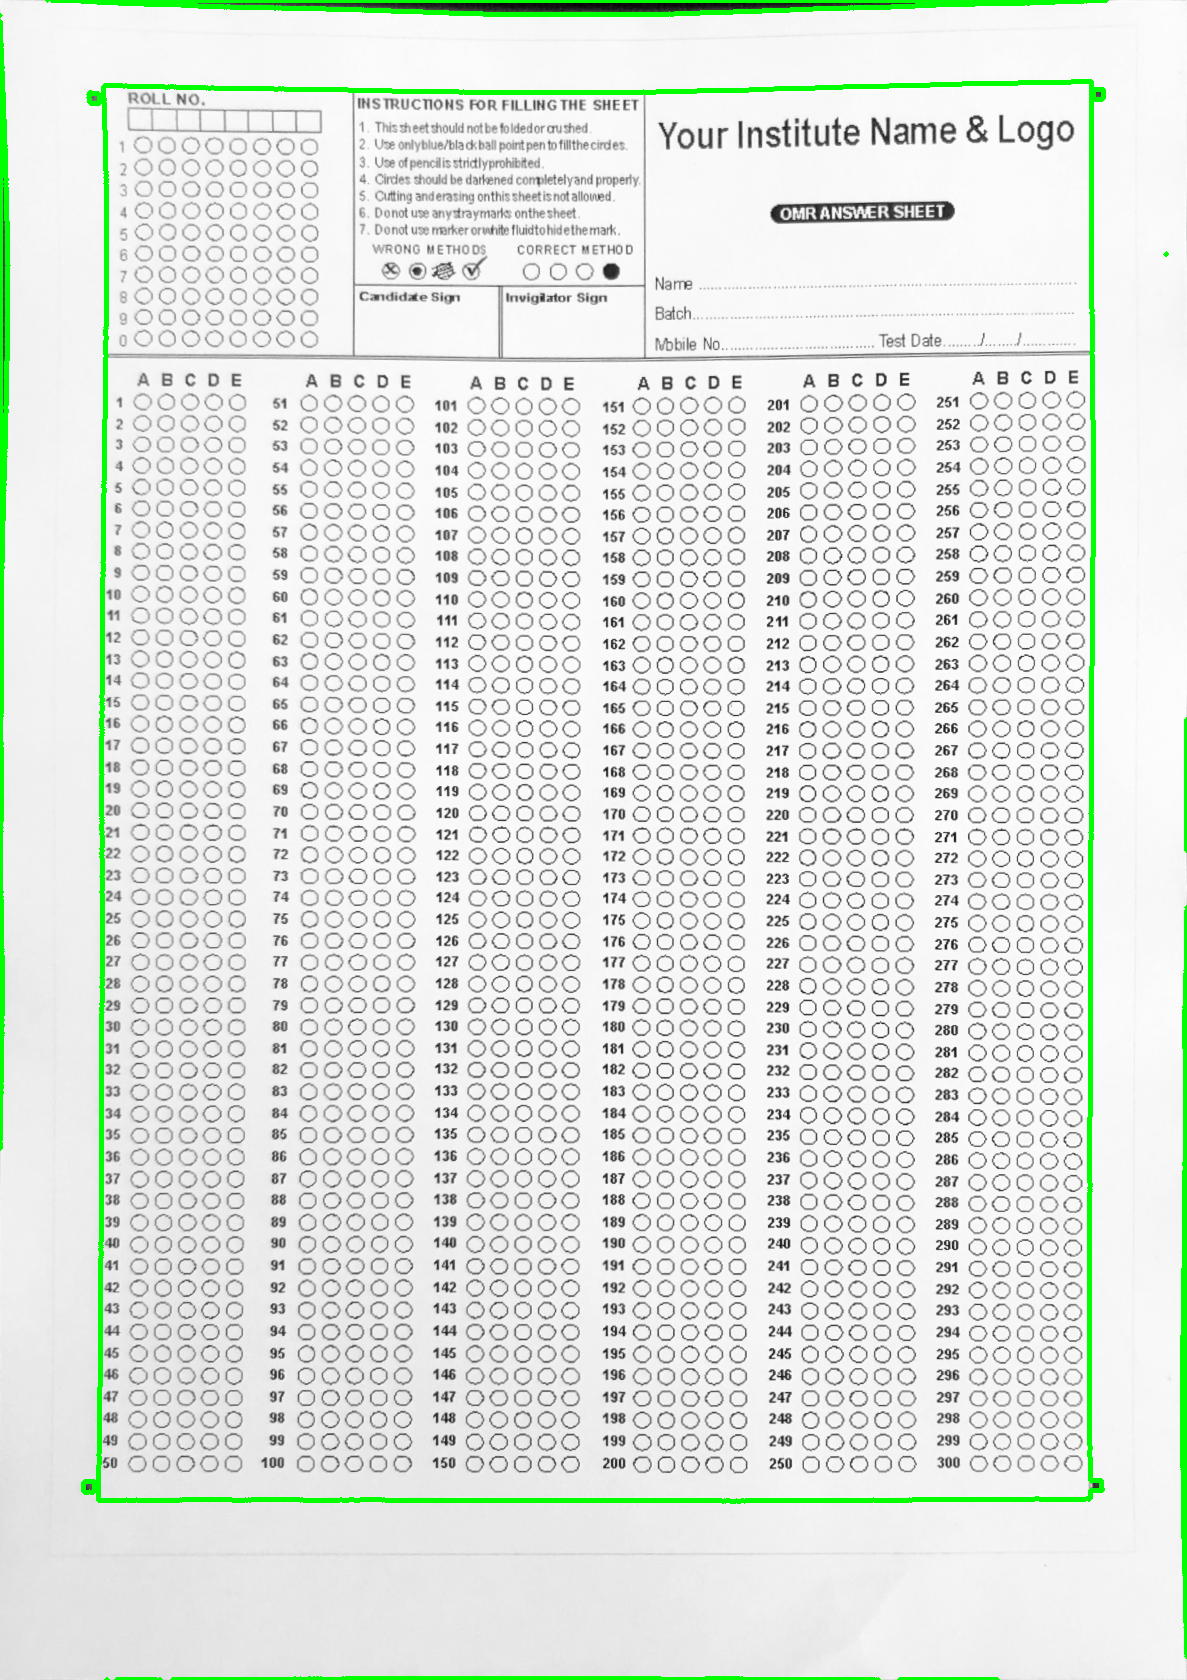 ROLL NO.
1
2
3
4
5
6
7
8
9
0
INSTRUCTIONS FOR FILLING THE SHEET
1. This sheet should not be folded or crushed.
2. Use only blue/black ball point pen to fill the circles.
3. Use of pencil is strictly prohibited.
4. Circles should be darkened completely and properly.
5. Cutting and erasing on this sheet is not allowed.
6. Do not use any stray marks on the sheet.
7. Do not use marker or white fluid to hide the mark.
WRONG METHODS CORRECT METHOD
Candidate Sign Invigilator Sign
Your Institute Name & Logo
OMR ANSWER SHEET
Name
Batch
Mobile No. Test Date / /
A B C D E A B C D E A B C D E A B C D E A B C D E A B C D E
1 51 101 151 201 251
2 52 102 152 202 252
3 53 103 153 203 253
4 54 104 154 204 254
5 55 105 155 205 255
6 56 106 156 206 256
7 57 107 157 207 257
8 58 108 158 208 258
9 59 109 159 209 259
10 60 110 160 210 260
11 61 111 161 211 261
12 62 112 162 212 262
13 63 113 163 213 263
14 64 114 164 214 264
15 65 115 165 215 265
16 66 116 166 216 266
17 67 117 167 217 267
18 68 118 168 218 268
19 69 119 169 219 269
20 70 120 170 220 270
21 71 121 171 221 271
22 72 122 172 222 272
23 73 123 173 223 273
24 74 124 174 224 274
25 75 125 175 225 275
26 76 126 176 226 276
27 77 127 177 227 277
28 78 128 178 228 278
29 79 129 179 229 279
30 80 130 180 230 280
31 81 131 181 231 281
32 82 132 182 232 282
33 83 133 183 233 283
34 84 134 184 234 284
35 85 135 185 235 285
36 86 136 186 236 286
37 87 137 187 237 287
38 88 138 188 238 288
39 89 139 189 239 289
40 90 140 190 240 290
41 91 141 191 241 291
42 92 142 192 242 292
43 93 143 193 243 293
44 94 144 194 244 294
45 95 145 195 245 295
46 96 146 196 246 296
47 97 147 197 247 297
48 98 148 198 248 298
49 99 149 199 249 299
50 100 150 200 250 300